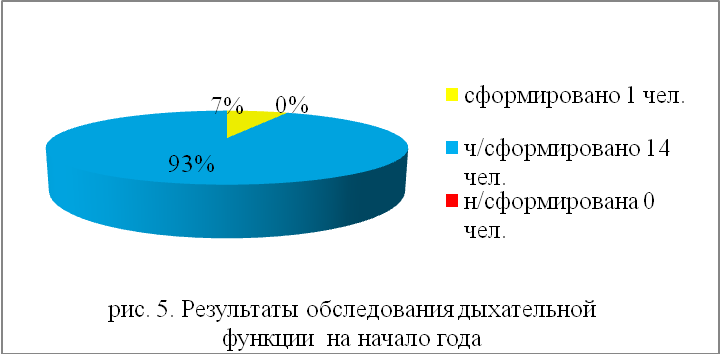 7%
0%
93%
сформировано 1 чел.
ч/сформировано 14
чел.
н/сформирована 0
чел.
рис. 5. Результаты обследования дыхательной
функции на начало года